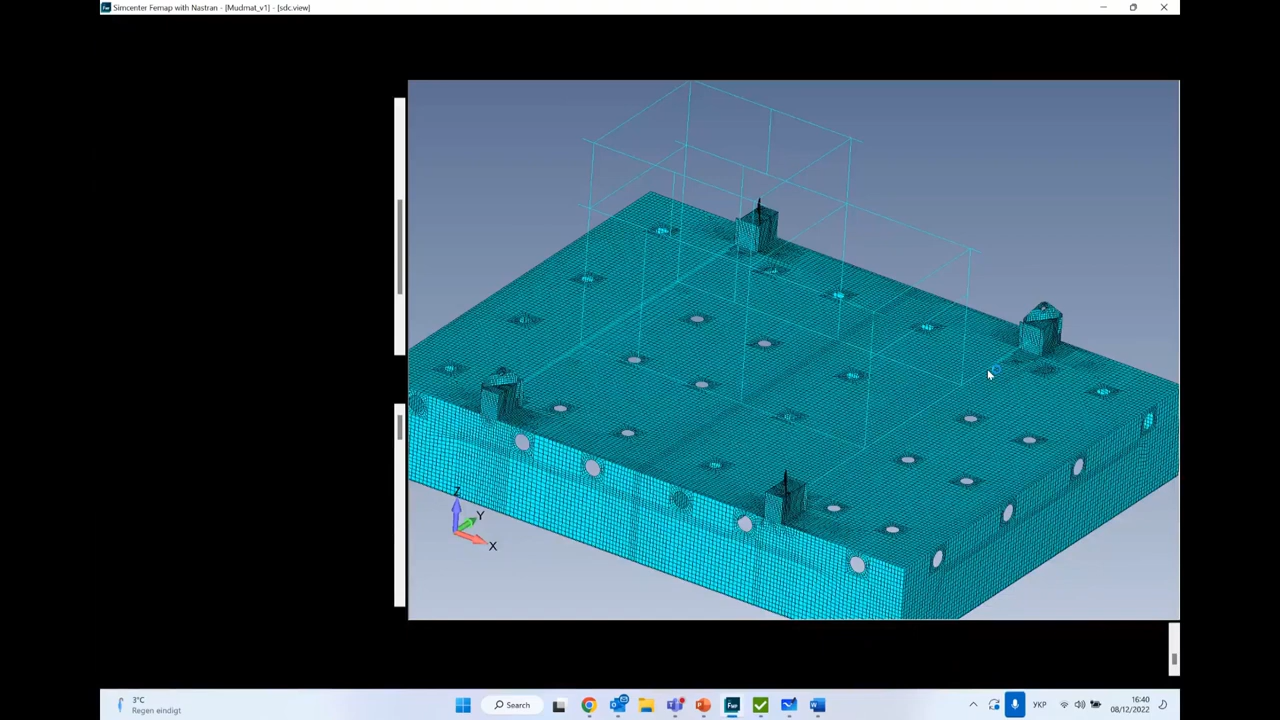 Simcenter Femap with Nastran - [Mudmat_v1] - [sdc.view]
Z
Y
X
3°C
Regen eindigt
Search
УКР
16:40
08/12/2022